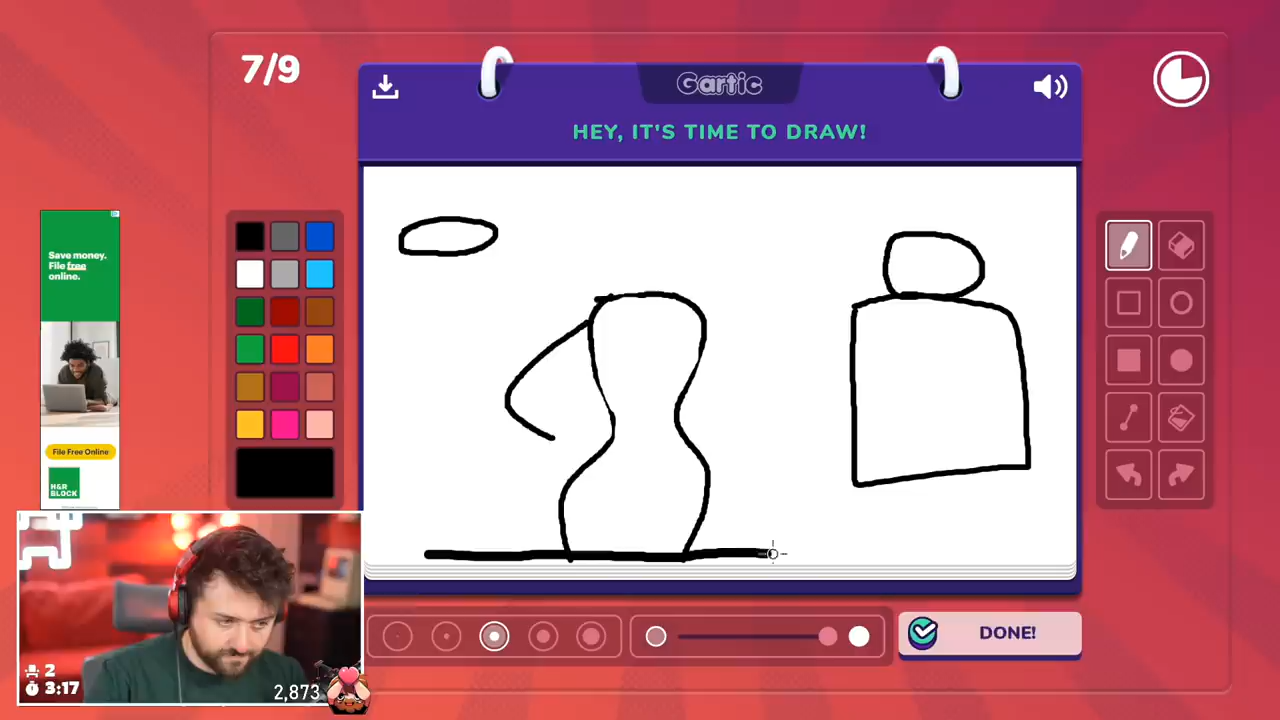 7/9
Gartic
HEY, IT'S TIME TO DRAW!
Save money.
File free
online.
File Free Online
H&R
BLOCK
DONE!
2
3:17
2,873